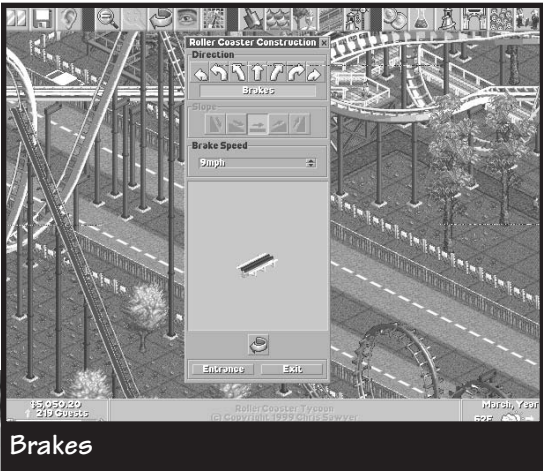 Roller Coaster Construction
Direction
Brakes
Slope
Brake Speed
9mph
Entrance Exit
$5,050.20
219 Guests
Roller Coaster Tycoon
(C) Copyright 1999 Chris Sawyer
March, Year
Brakes